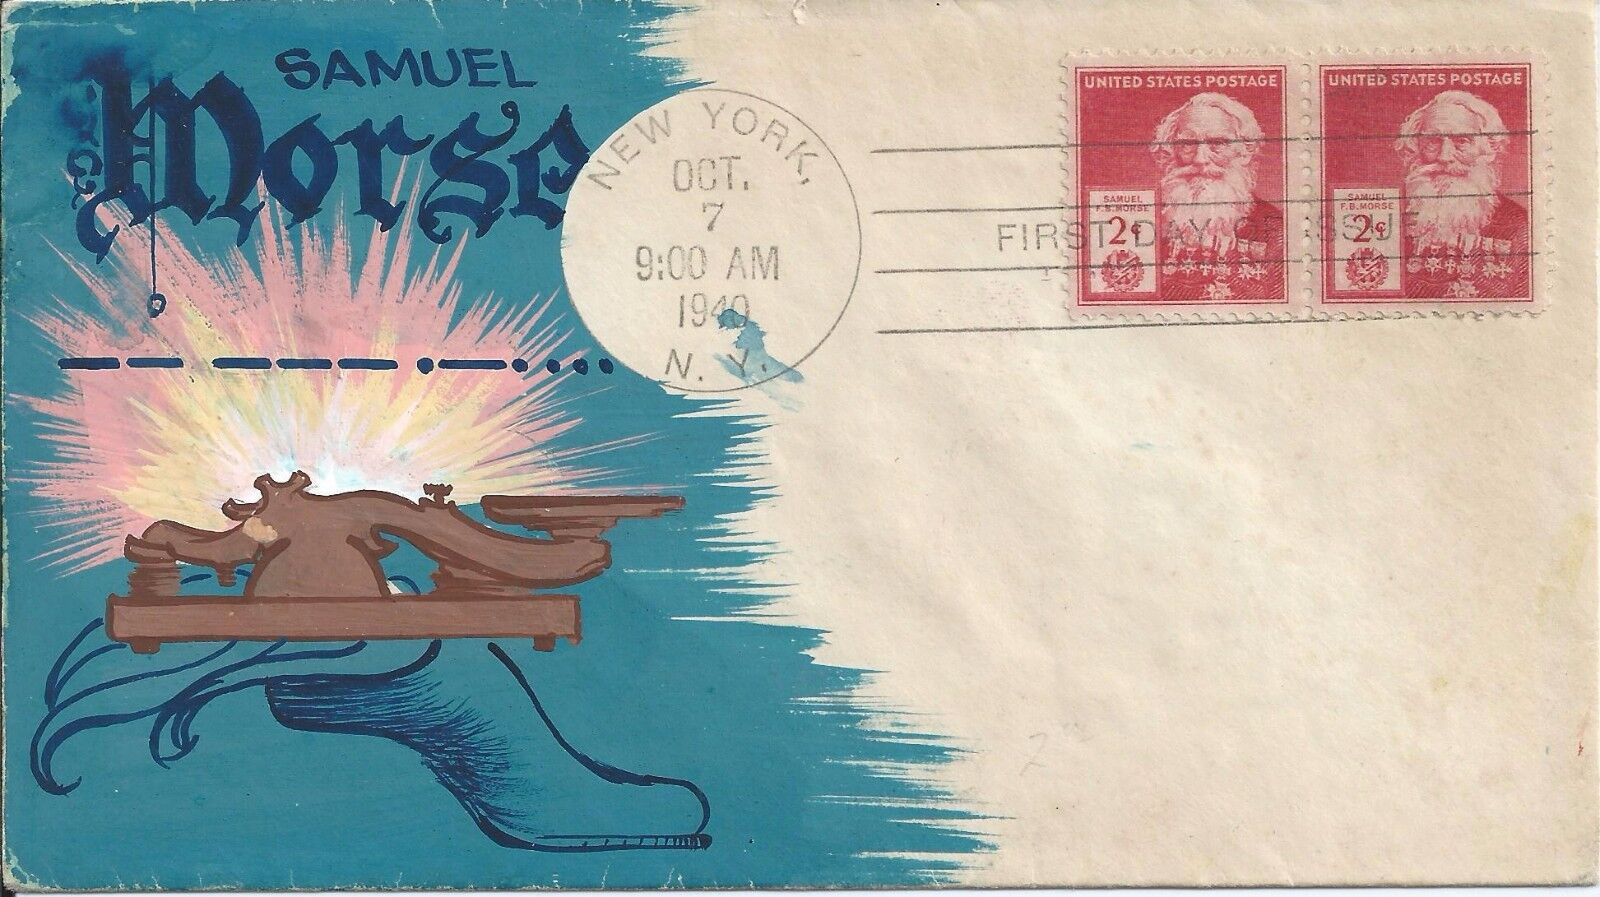 SAMUEL
Morse
— — — — — · — · · · ·
NEW YORK,
OCT.
7
9:00 AM
1940
N. Y.
FIRST DAY OF ISSUE
UNITED STATES POSTAGE
SAMUEL
F.B. MORSE
2¢
UNITED STATES POSTAGE
SAMUEL
F.B. MORSE
2¢